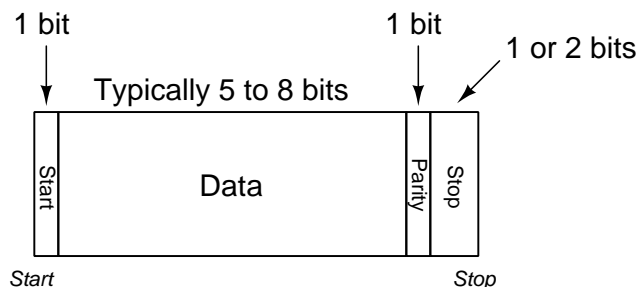 1 bit
1 bit
1 or 2 bits
Typically 5 to 8 bits
Start
Data
Parity
Stop
Start
Stop